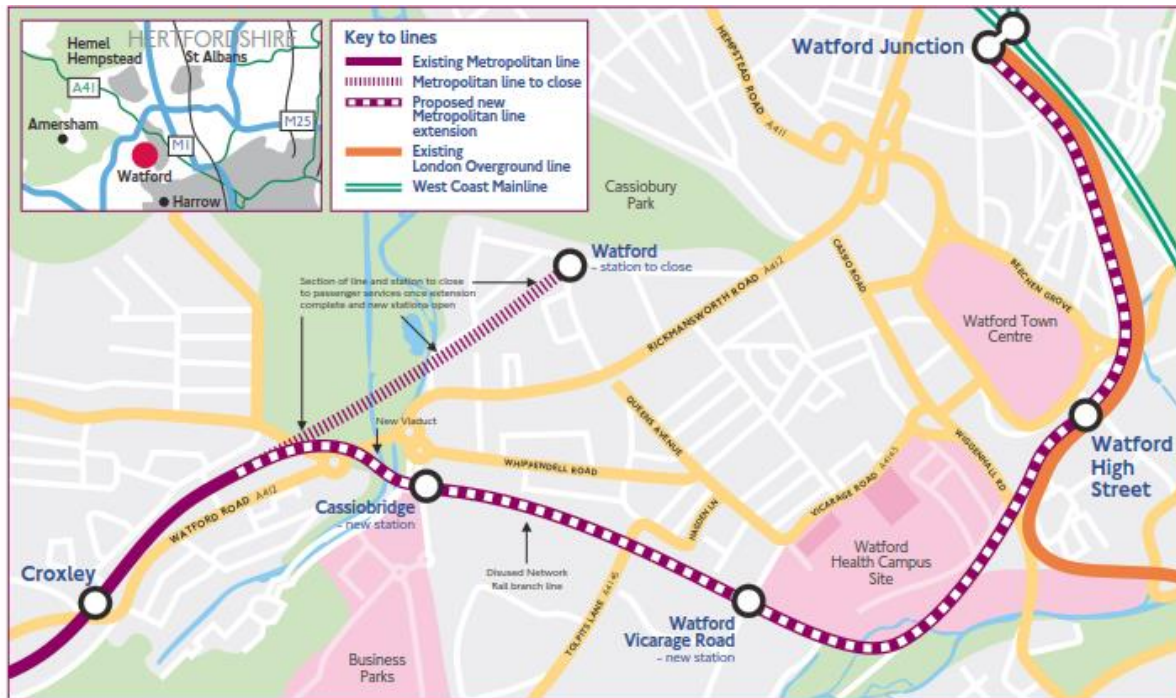 HERTFORDSHIRE
Hemel
Hempstead
St Albans
A41
Amersham
M1
M25
Watford
Harrow
Key to lines
Existing Metropolitan line
Metropolitan line to close
Proposed new
Metropolitan line
extension
Existing
London Overground line
West Coast Mainline
Watford Junction
HEMPSTEAD ROAD A411
Cassiobury
Park
Watford
– station to close
Section of line and station to close
to passenger services once extension
complete and new stations open
RICKMANSWORTH ROAD A412
CASSIO ROAD
BEECHEN GROVE
Watford Town
Centre
New Viaduct
QUEENS AVENUE
WHIPPENDELL ROAD
WIGGENHALL RD
Watford
High
Street
WATFORD ROAD A412
Cassiobridge
– new station
VICARAGE ROAD A4145
HAGDEN LN
Watford
Health Campus
Site
Croxley
Disused Network
Rail branch line
TOLPITS LANE A4145
Watford
Vicarage Road
– new station
Business
Parks